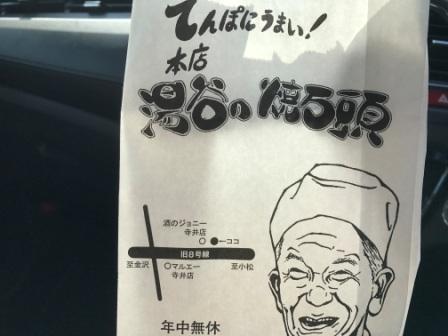 てんぽにうまい!
本店
湯谷の焼る頭
酒のジョニー
寺井店
○ ●←ココ
旧8号線
至金沢
○マルエー
寺井店
至小松
年中無休